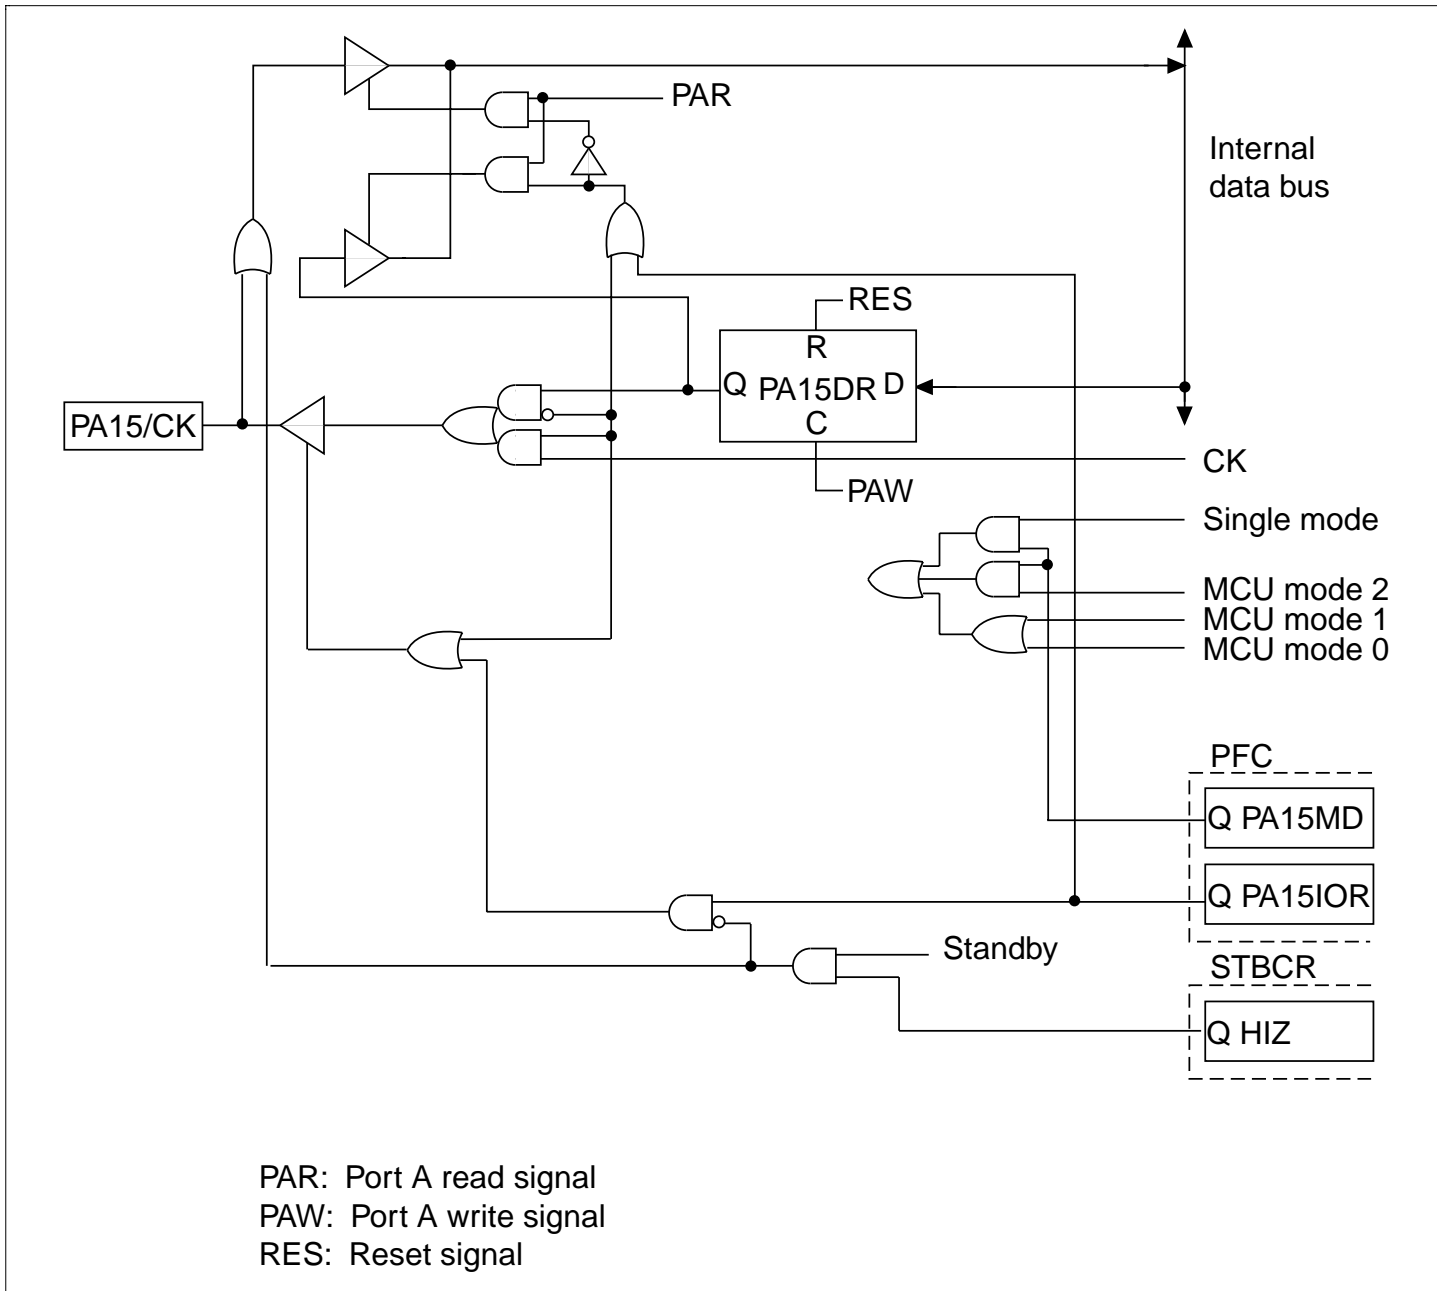 PAR
Internal
data bus
RES
R
Q PA15DR D
C
PA15/CK
CK
PAW
Single mode
MCU mode 2
MCU mode 1
MCU mode 0
PFC
Q PA15MD
Q PA15IOR
Standby
STBCR
Q HIZ
PAR: Port A read signal
PAW: Port A write signal
RES: Reset signal